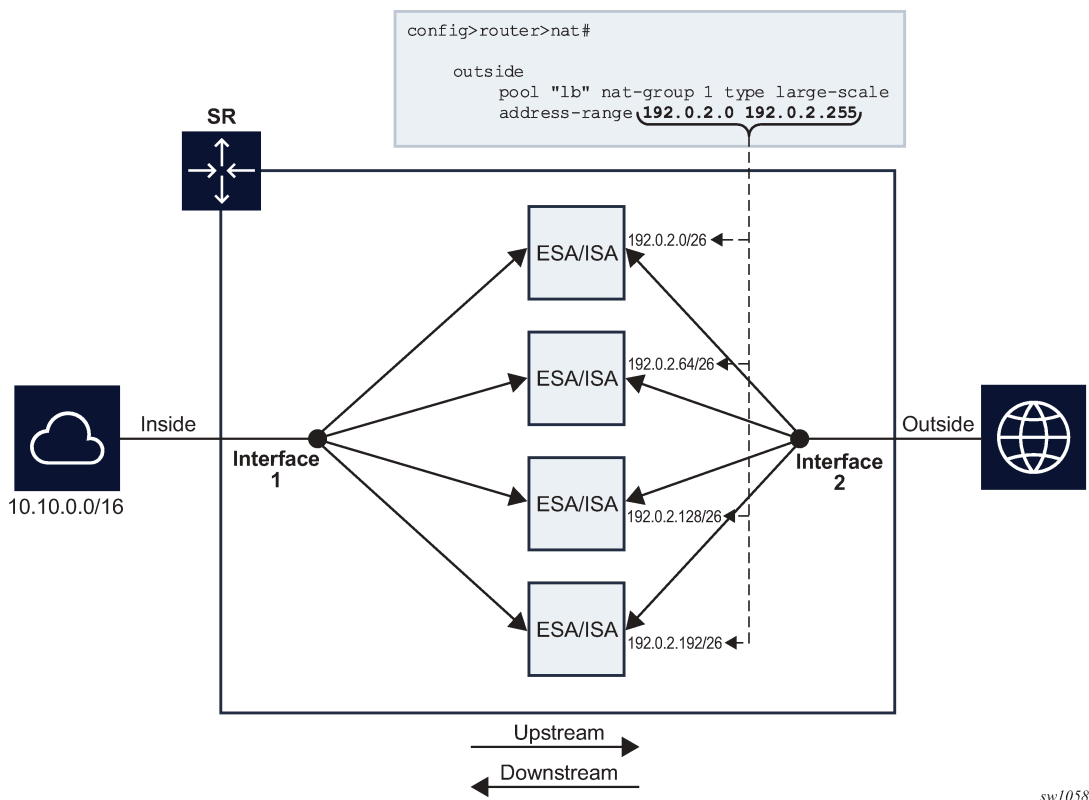 config>router>nat#
outside
pool "lb" nat-group 1 type large-scale
address-range 192.0.2.0 192.0.2.255
SR
ESA/ISA
192.0.2.0/26
ESA/ISA
192.0.2.64/26
Inside
Outside
Interface
1
Interface
2
10.10.0.0/16
ESA/ISA
192.0.2.128/26
ESA/ISA
192.0.2.192/26
Upstream
Downstream
sw1058